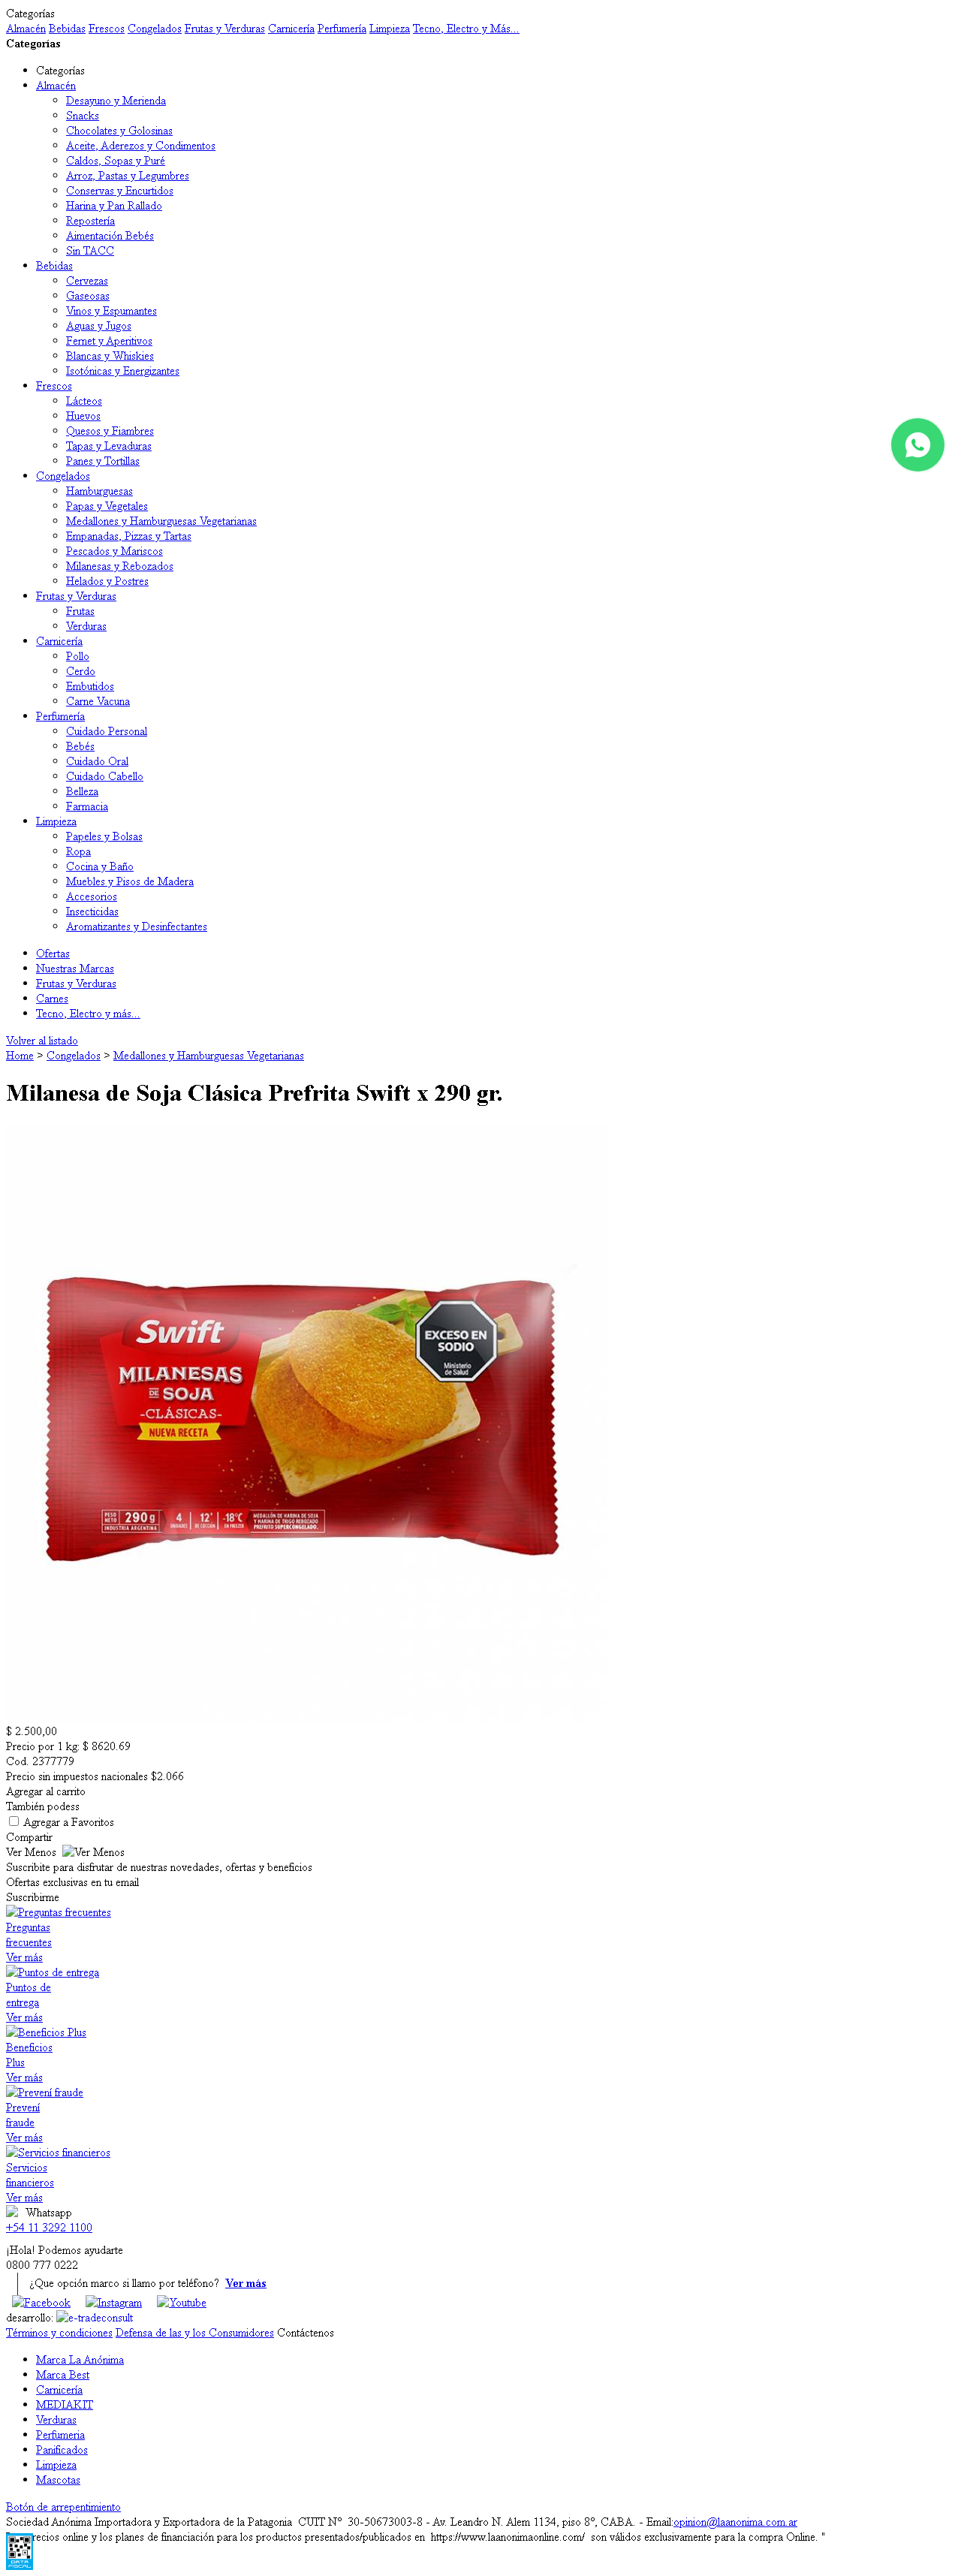 Categorías
Almacén Bebidas Frescos Congelados Frutas y Verduras Carnicería Perfumería Limpieza Tecno, Electro y Más...
Categorías
Categorías
Almacén
Desayuno y Merienda
Snacks
Chocolates y Golosinas
Aceite, Aderezos y Condimentos
Caldos, Sopas y Puré
Arroz, Pastas y Legumbres
Conservas y Encurtidos
Harina y Pan Rallado
Repostería
Aimentación Bebés
Sin TACC
Bebidas
Cervezas
Gaseosas
Vinos y Espumantes
Aguas y Jugos
Fernet y Aperitivos
Blancas y Whiskies
Isotónicas y Energizantes
Frescos
Lácteos
Huevos
Quesos y Fiambres
Tapas y Levaduras
Panes y Tortillas
Congelados
Hamburguesas
Papas y Vegetales
Medallones y Hamburguesas Vegetarianas
Empanadas, Pizzas y Tartas
Pescados y Mariscos
Milanesas y Rebozados
Helados y Postres
Frutas y Verduras
Frutas
Verduras
Carnicería
Pollo
Cerdo
Embutidos
Carne Vacuna
Perfumería
Cuidado Personal
Bebés
Cuidado Oral
Cuidado Cabello
Belleza
Farmacia
Limpieza
Papeles y Bolsas
Ropa
Cocina y Baño
Muebles y Pisos de Madera
Accesorios
Insecticidas
Aromatizantes y Desinfectantes
Ofertas
Nuestras Marcas
Frutas y Verduras
Carnes
Tecno, Electro y más...
Volver al listado
Home > Congelados > Medallones y Hamburguesas Vegetarianas
Milanesa de Soja Clásica Prefrita Swift x 290 gr.
Swift
MILANESAS
DE
SOJA
-CLÁSICAS-
NUEVA RECETA
EXCESO EN
SODIO
Ministerio
de Salud
PESO NETO 290g
INDUSTRIA ARGENTINA
4 UNIDADES
12' DE COCCIÓN
-18°C EN FREEZER
MEDALLÓN DE HARINA DE SOJA
Y HARINA DE TRIGO REBOZADO
PREFRITO SUPERCONGELADO.
$ 2.500,00
Precio por 1 kg: $ 8620.69
Cod. 2377779
Precio sin impuestos nacionales $2.066
Agregar al carrito
También podess
Agregar a Favoritos
Compartir
Ver Menos Ver Menos
Suscribite para disfrutar de nuestras novedades, ofertas y beneficios
Ofertas exclusivas en tu email
Suscribirme
Preguntas frecuentes
Preguntas
frecuentes
Ver más
Puntos de entrega
Puntos de
entrega
Ver más
Beneficios Plus
Beneficios
Plus
Ver más
Prevení fraude
Prevení
fraude
Ver más
Servicios financieros
Servicios
financieros
Ver más
Whatsapp
+54 11 3292 1100
¡Hola! Podemos ayudarte
0800 777 0222
¿Que opción marco si llamo por teléfono? Ver más
Facebook Instagram Youtube
desarrollo: e-tradeconsult
Términos y condiciones Defensa de las y los Consumidores Contáctenos
Marca La Anónima
Marca Best
Carnicería
MEDIAKIT
Verduras
Perfumeria
Panificados
Limpieza
Mascotas
Botón de arrepentimiento
Sociedad Anónima Importadora y Exportadora de la Patagonia CUIT Nº 30-50673003-8 - Av. Leandro N. Alem 1134, piso 8º, CABA. - Email:opinion@laanonima.com.ar
recios online y los planes de financiación para los productos presentados/publicados en https://www.laanonimaonline.com/ son válidos exclusivamente para la compra Online. "
DATA
FISCAL